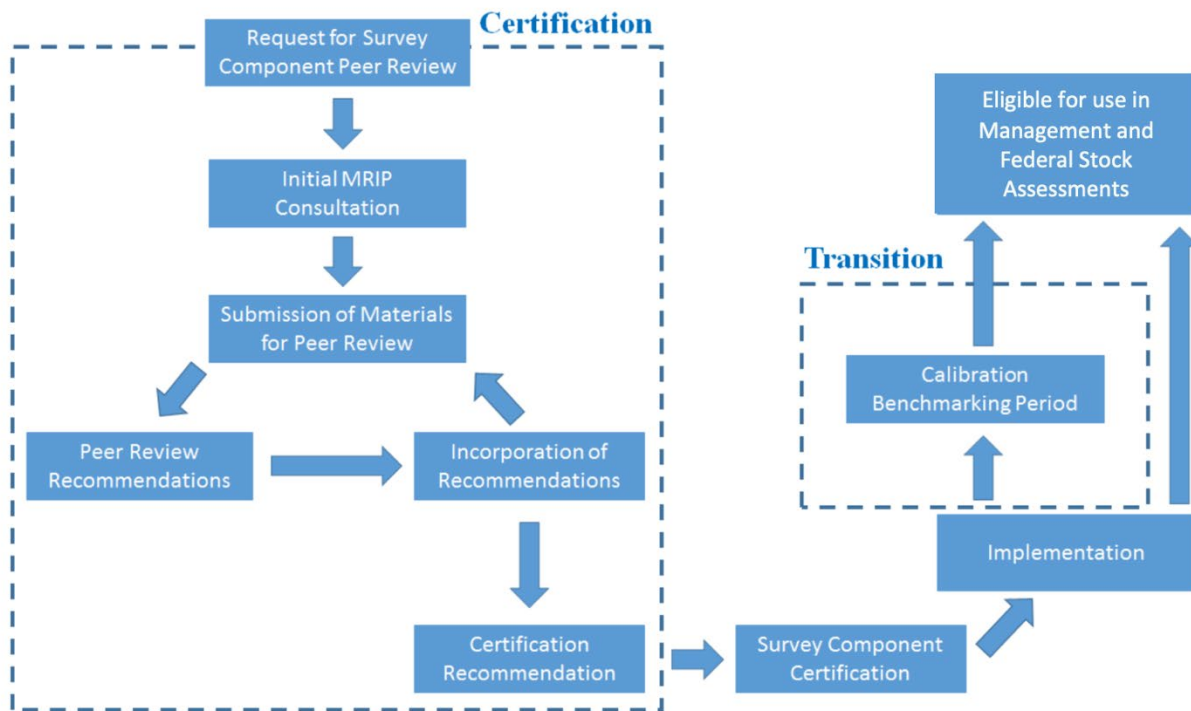 Certification
Request for Survey
Component Peer Review
Initial MRIP
Consultation
Submission of Materials
for Peer Review
Peer Review
Recommendations
Incorporation of
Recommendations
Certification
Recommendation
Survey Component
Certification
Implementation
Transition
Calibration
Benchmarking Period
Eligible for use in
Management and
Federal Stock
Assessments